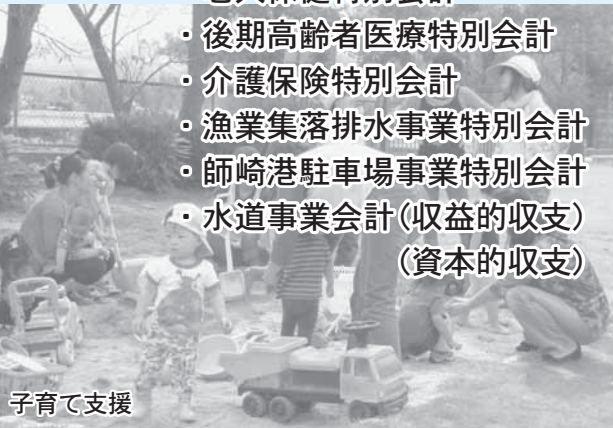 ・後期高齢者医療特別会計
・介護保険特別会計
・漁業集落排水事業特別会計
・師崎港駐車場事業特別会計
・水道事業会計(収益的収支)
(資本的収支)
子育て支援